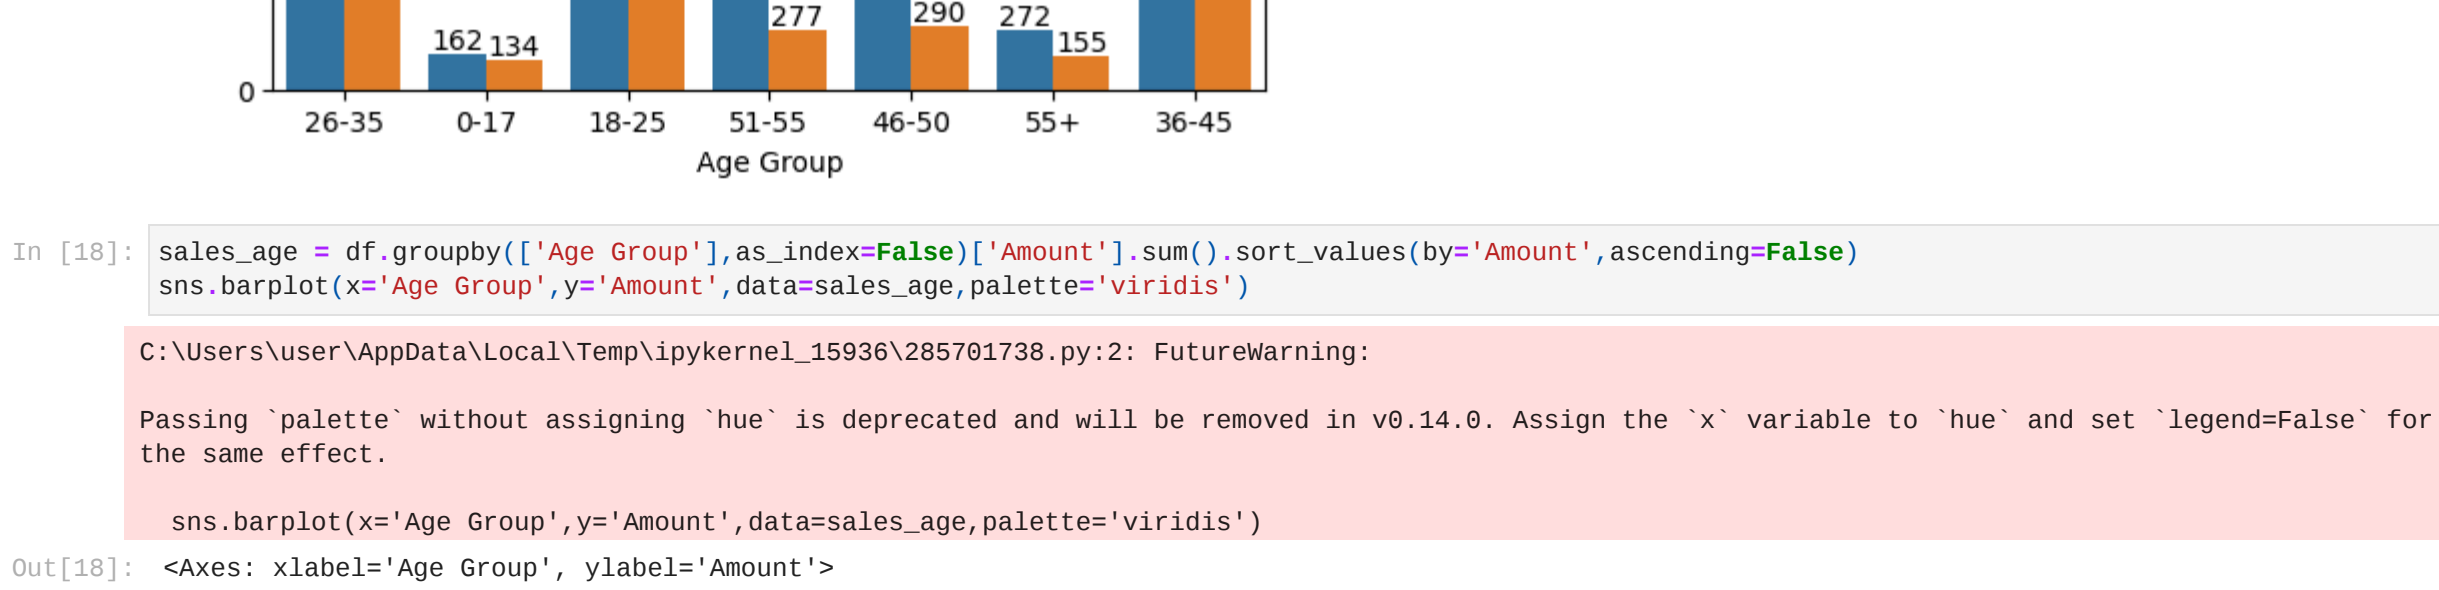 277 290 272
162 134 155
0
26-35 0-17 18-25 51-55 46-50 55+ 36-45
Age Group
In [18]: sales_age = df.groupby(['Age Group'],as_index=False)['Amount'].sum().sort_values(by='Amount',ascending=False)
sns.barplot(x='Age Group',y='Amount',data=sales_age,palette='viridis')
C:\Users\user\AppData\Local\Temp\ipykernel_15936\285701738.py:2: FutureWarning:
Passing `palette` without assigning `hue` is deprecated and will be removed in v0.14.0. Assign the `x` variable to `hue` and set `legend=False` for
the same effect.
sns.barplot(x='Age Group',y='Amount',data=sales_age,palette='viridis')
Out[18]: <Axes: xlabel='Age Group', ylabel='Amount'>